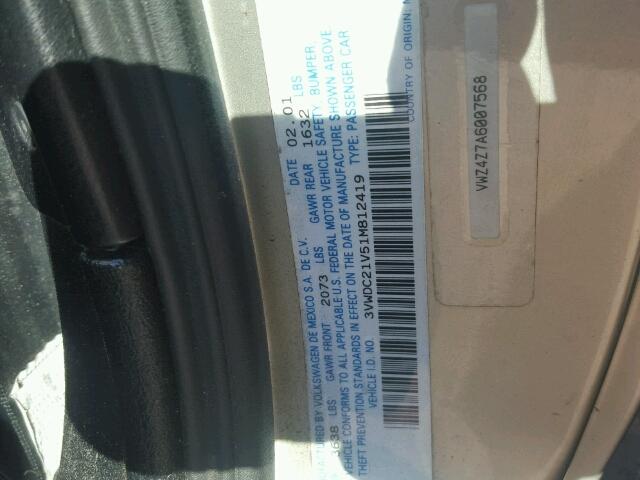 BY VOLKSWAGEN DE MEXICO S.A. DE C.V. DATE 02.01
3638 LBS GAWR FRONT 2073 LBS GAWR REAR 1632 LBS
VEHICLE CONFORMS TO ALL APPLICABLE U.S. FEDERAL MOTOR VEHICLE SAFETY, BUMPER,
THEFT PREVENTION STANDARDS IN EFFECT ON THE DATE OF MANUFACTURE SHOWN ABOVE.
VEHICLE I.D. NO. 3VWDC21V51M812419 TYPE: PASSENGER CAR
COUNTRY OF ORIGIN:
VWZ4Z7A6007568